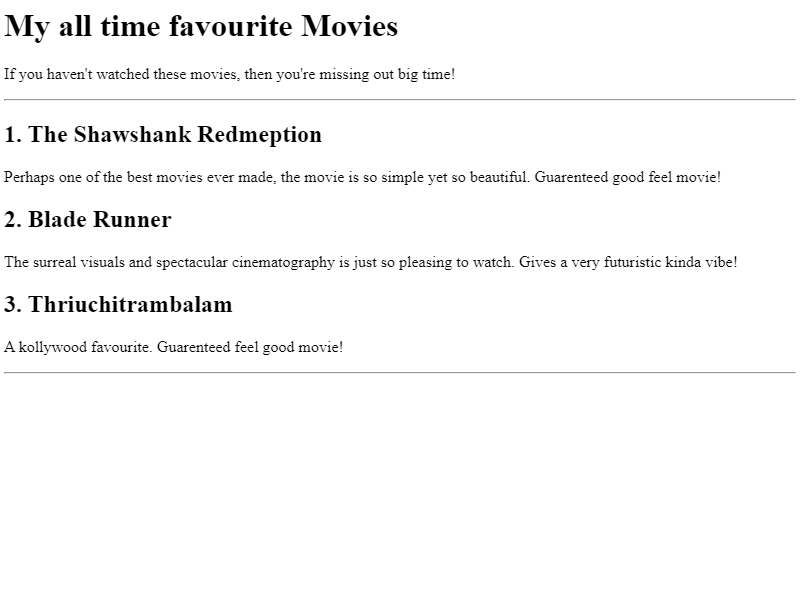 My all time favourite Movies
If you haven't watched these movies, then you're missing out big time!
1. The Shawshank Redmeption
Perhaps one of the best movies ever made, the movie is so simple yet so beautiful. Guarenteed good feel movie!
2. Blade Runner
The surreal visuals and spectacular cinematography is just so pleasing to watch. Gives a very futuristic kinda vibe!
3. Thriuchitrambalam
A kollywood favourite. Guarenteed feel good movie!